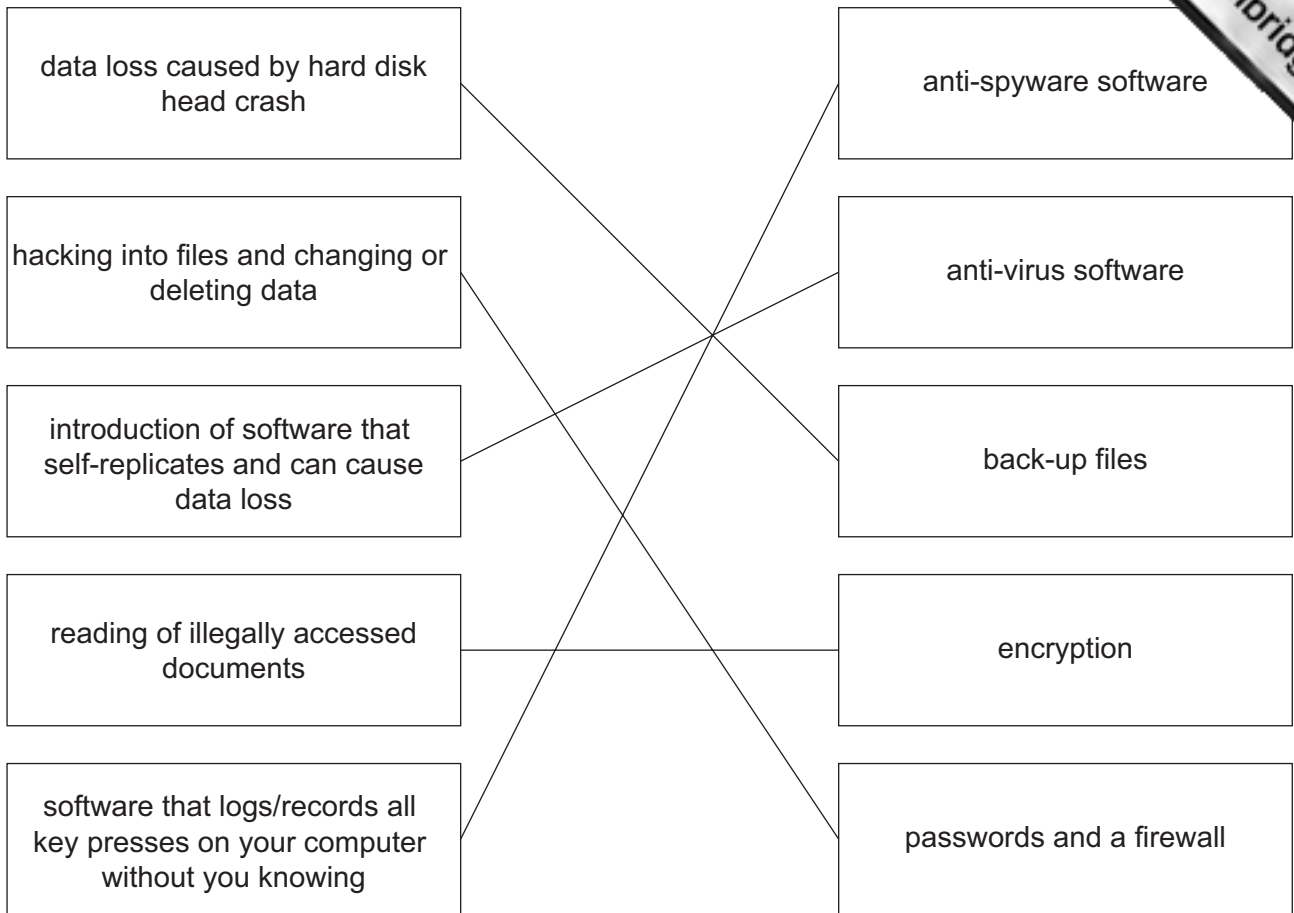 data loss caused by hard disk
head crash
anti-spyware software
hacking into files and changing or
deleting data
anti-virus software
introduction of software that
self-replicates and can cause
data loss
back-up files
reading of illegally accessed
documents
encryption
software that logs/records all
key presses on your computer
without you knowing
passwords and a firewall